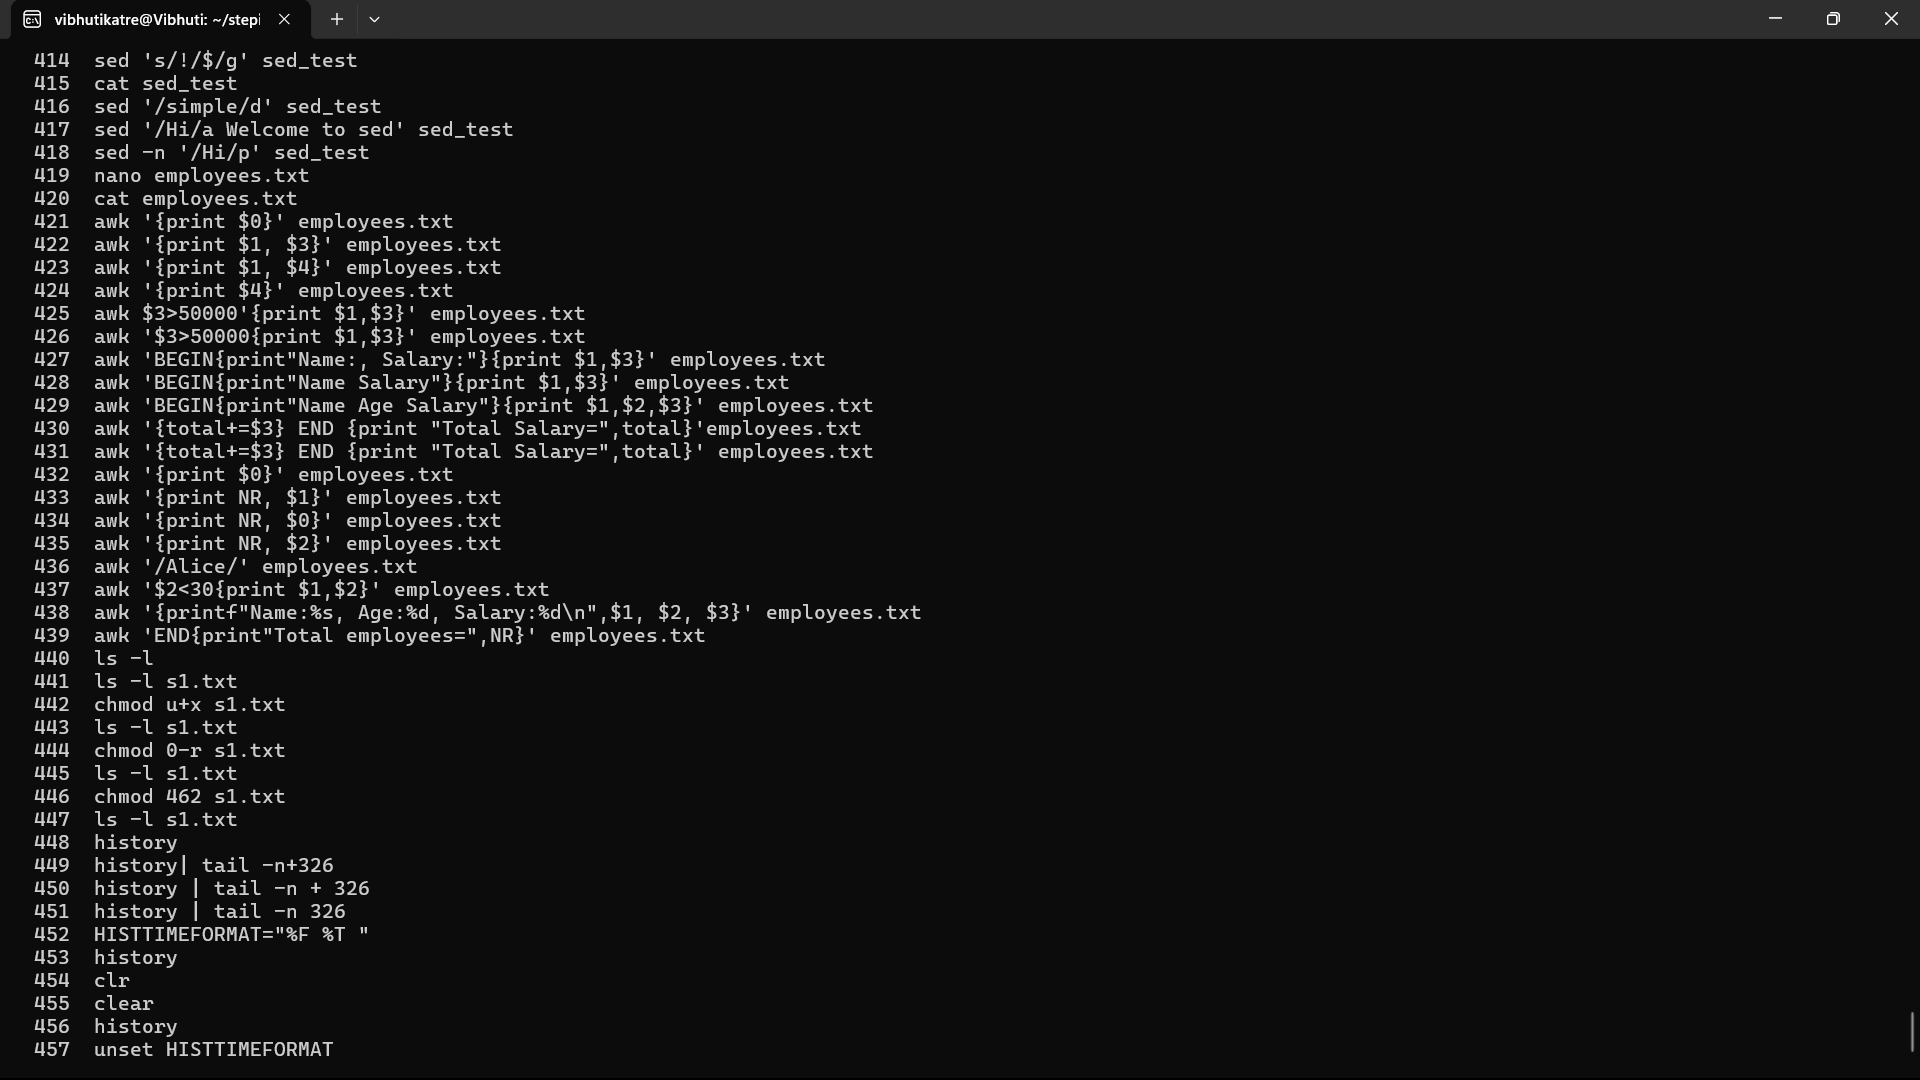 vibhutikatre@Vibhuti: ~/stepi
414 sed 's/!/$/g' sed_test
415 cat sed_test
416 sed '/simple/d' sed_test
417 sed '/Hi/a Welcome to sed' sed_test
418 sed -n '/Hi/p' sed_test
419 nano employees.txt
420 cat employees.txt
421 awk '{print $0}' employees.txt
422 awk '{print $1, $3}' employees.txt
423 awk '{print $1, $4}' employees.txt
424 awk '{print $4}' employees.txt
425 awk $3>50000'{print $1,$3}' employees.txt
426 awk '$3>50000{print $1,$3}' employees.txt
427 awk 'BEGIN{print"Name:, Salary:"}{print $1,$3}' employees.txt
428 awk 'BEGIN{print"Name Salary"}{print $1,$3}' employees.txt
429 awk 'BEGIN{print"Name Age Salary"}{print $1,$2,$3}' employees.txt
430 awk '{total+=$3} END {print "Total Salary=",total}'employees.txt
431 awk '{total+=$3} END {print "Total Salary=",total}' employees.txt
432 awk '{print $0}' employees.txt
433 awk '{print NR, $1}' employees.txt
434 awk '{print NR, $0}' employees.txt
435 awk '{print NR, $2}' employees.txt
436 awk '/Alice/' employees.txt
437 awk '$2<30{print $1,$2}' employees.txt
438 awk '{printf"Name:%s, Age:%d, Salary:%d\n",$1, $2, $3}' employees.txt
439 awk 'END{print"Total employees=",NR}' employees.txt
440 ls -l
441 ls -l s1.txt
442 chmod u+x s1.txt
443 ls -l s1.txt
444 chmod 0-r s1.txt
445 ls -l s1.txt
446 chmod 462 s1.txt
447 ls -l s1.txt
448 history
449 history| tail -n+326
450 history | tail -n + 326
451 history | tail -n 326
452 HISTTIMEFORMAT="%F %T "
453 history
454 clr
455 clear
456 history
457 unset HISTTIMEFORMAT